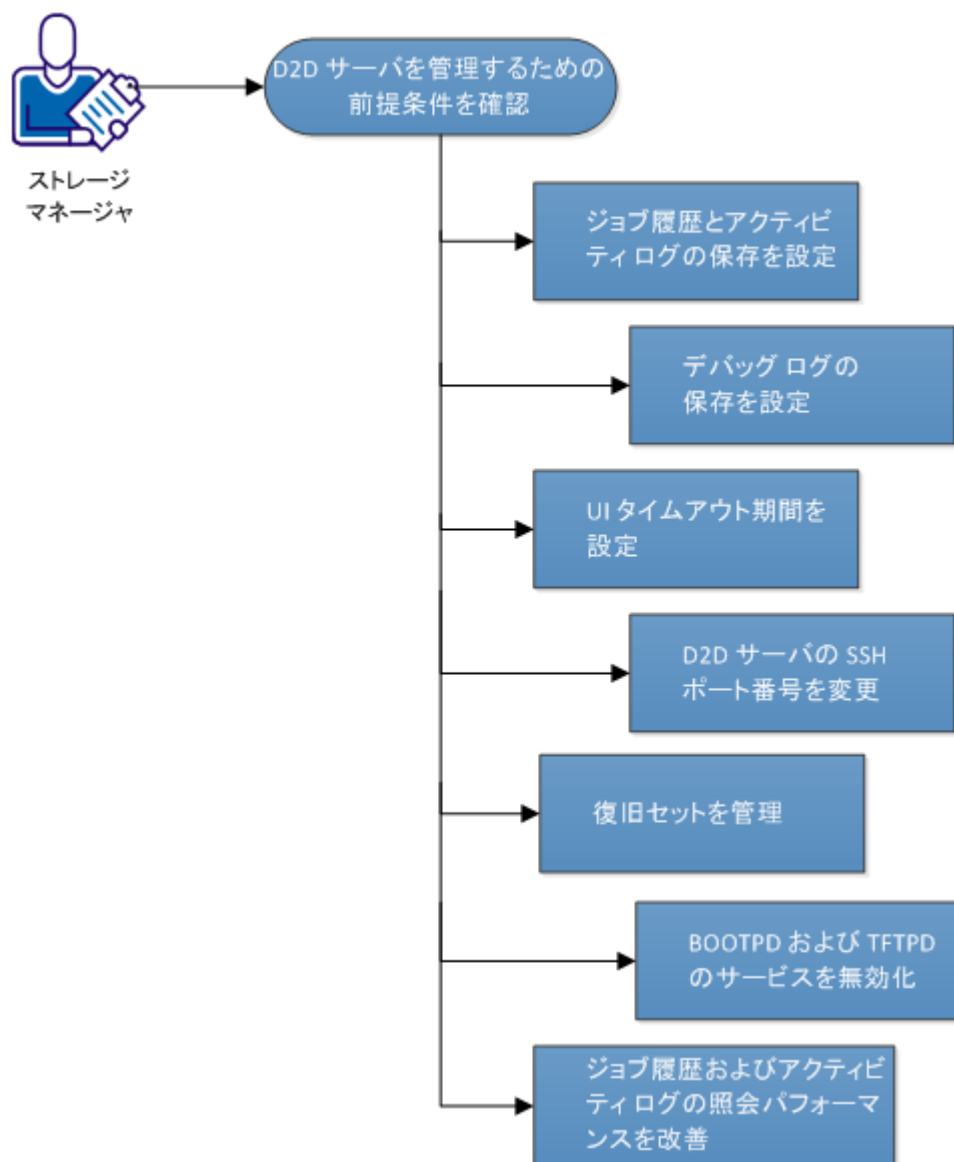 D2D サーバを管理するための
前提条件を確認
ストレージ
マネージャ
ジョブ履歴とアクティビ
ティログの保存を設定
デバッグ ログの
保存を設定
UI タイムアウト期間を
設定
D2D サーバの SSH
ポート番号を変更
復旧セットを管理
BOOTPD および TFTPD
のサービスを無効化
ジョブ履歴およびアクティビ
ティログの照会パフォーマ
ンスを改善